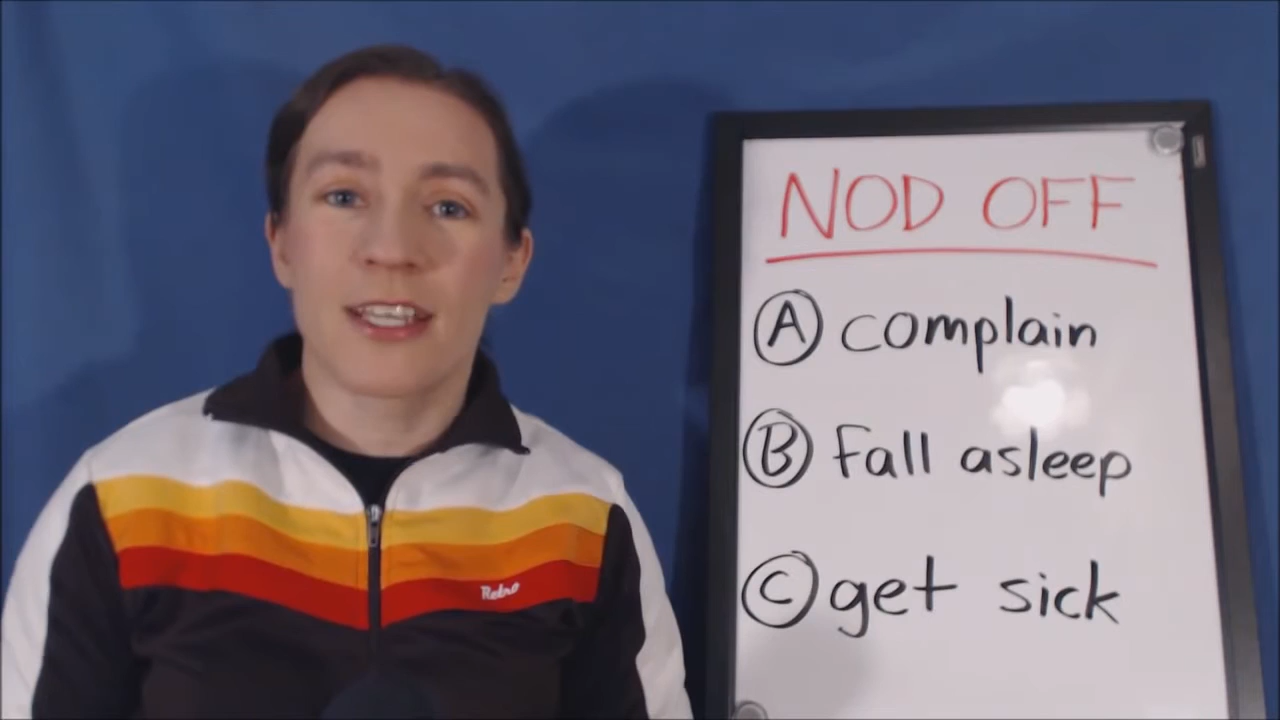 Retro
NOD OFF
A complain
B fall asleep
C get sick